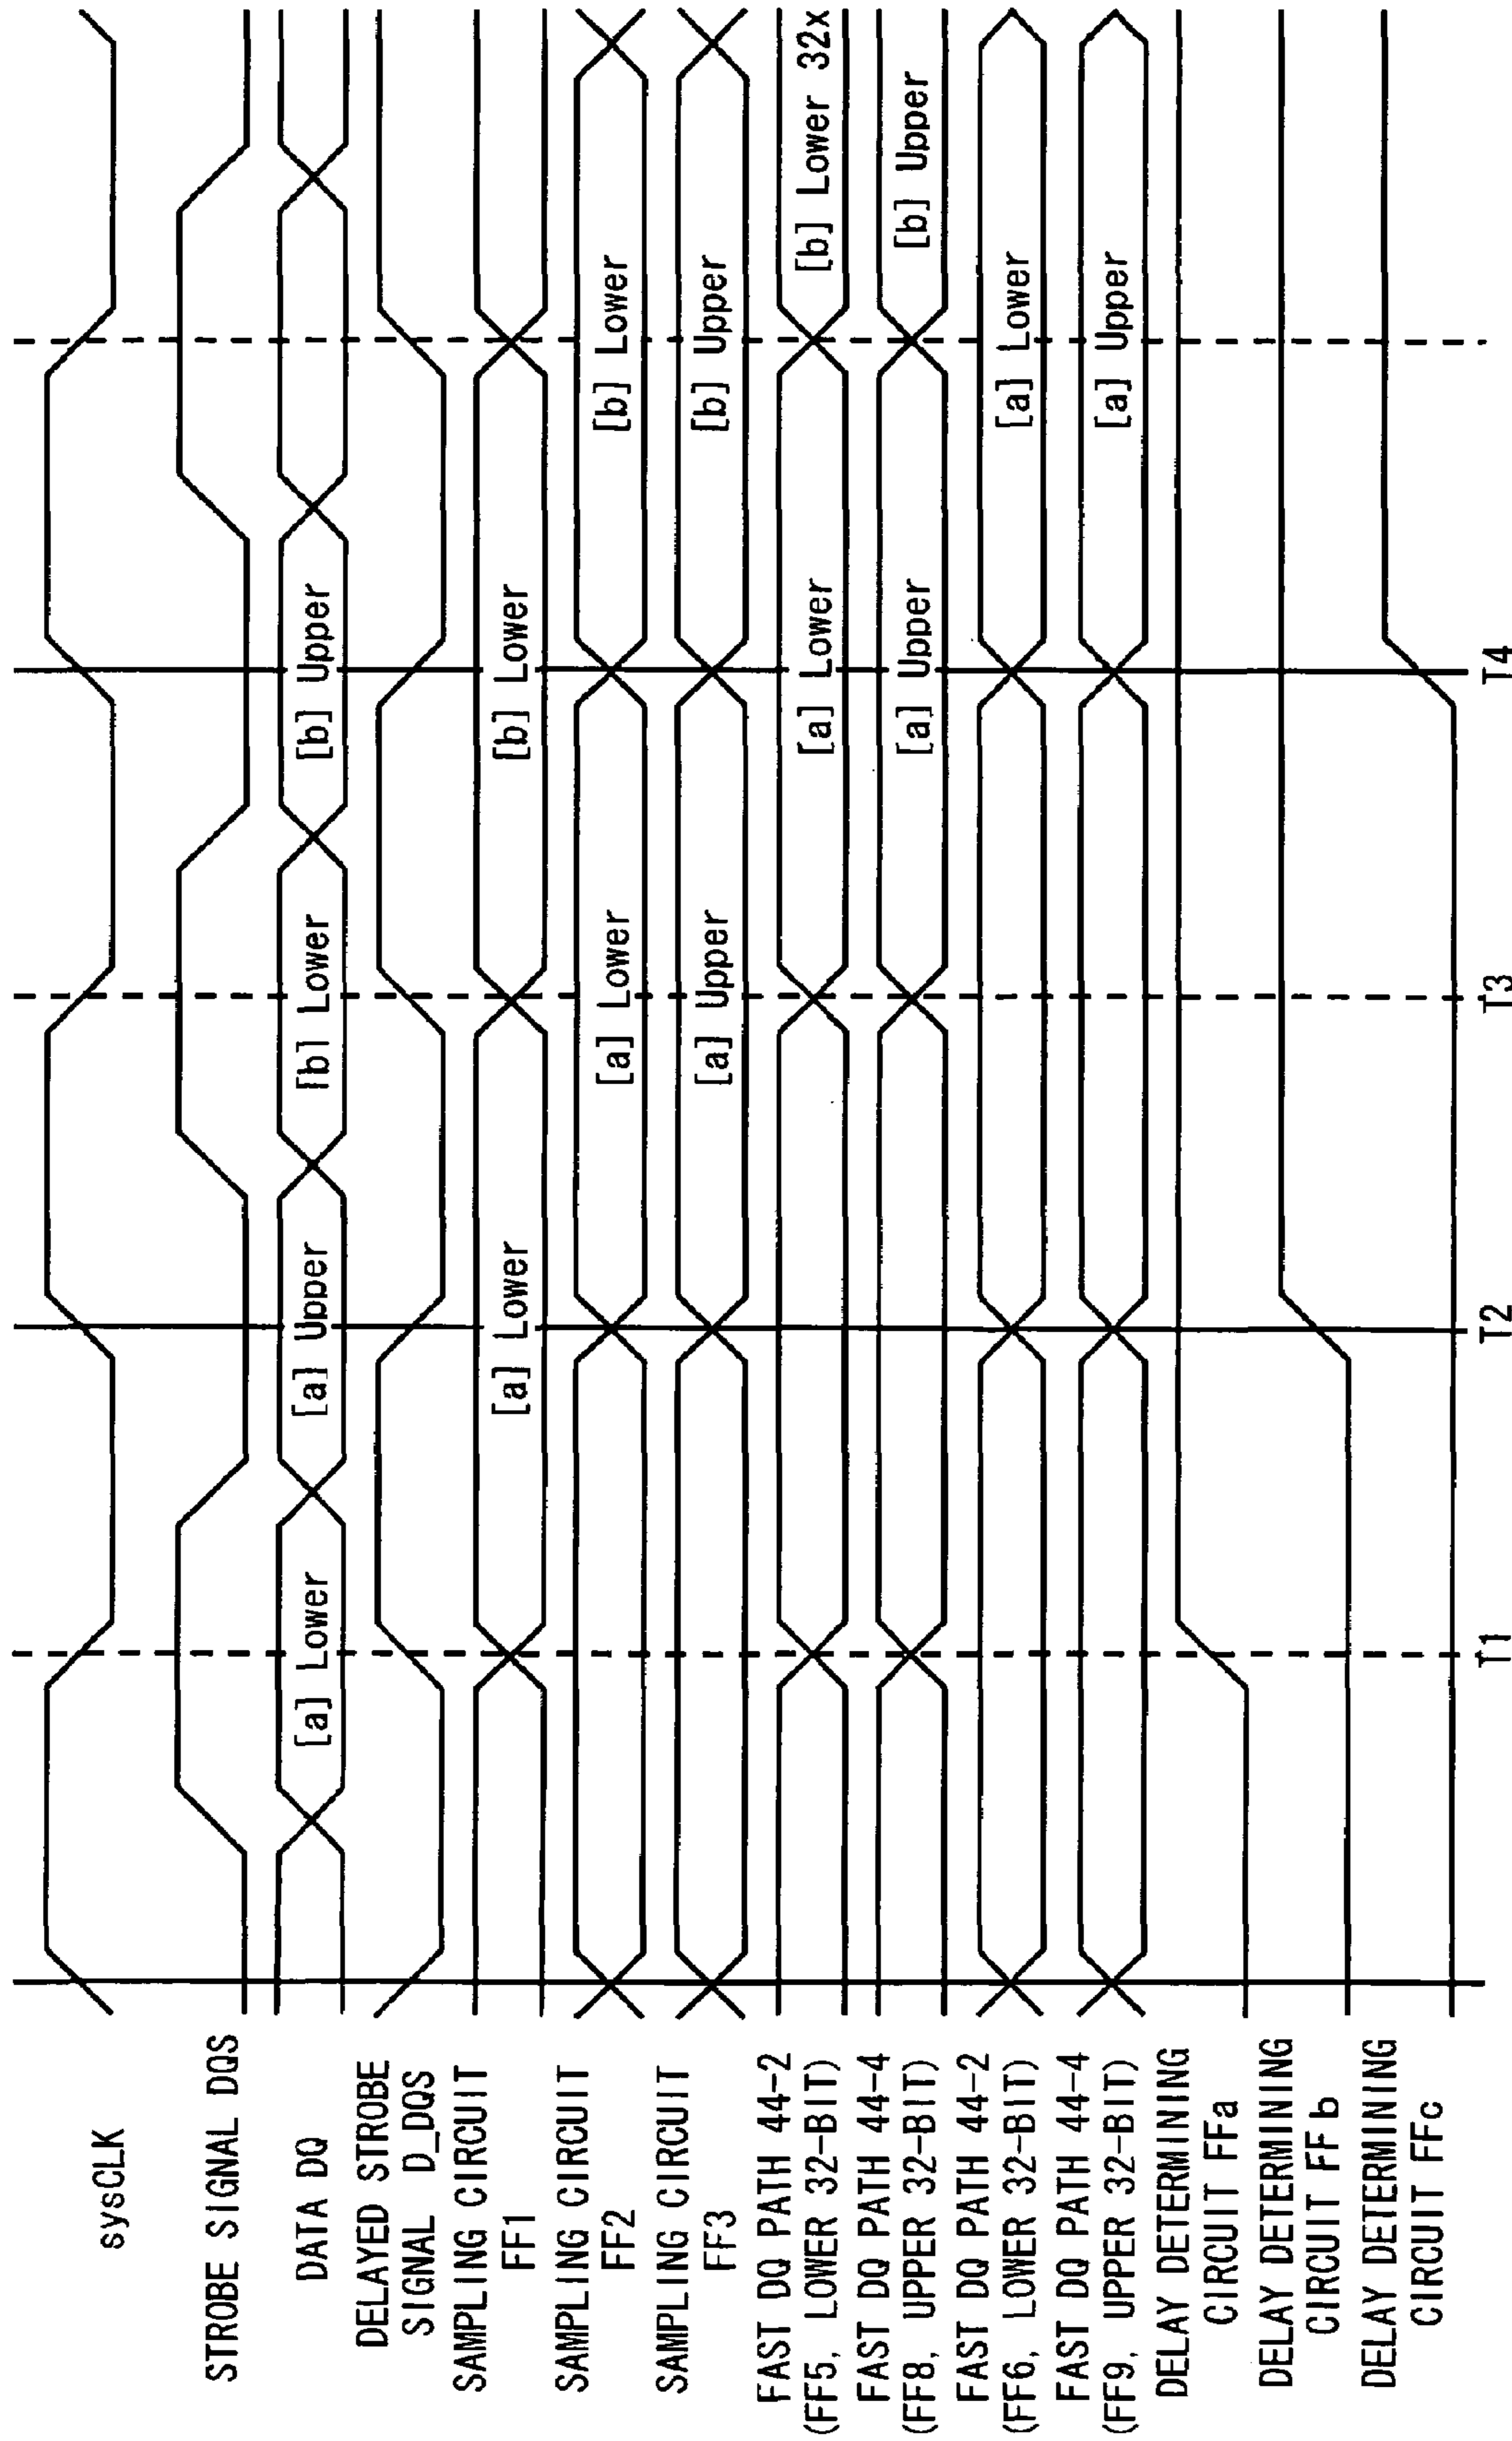 sysCLK
STROBE SIGNAL DQS
DATA DQ
[a] Lower
[a] Upper
[b] Lower
[b] Upper
DELAYED STROBE
SIGNAL D_DQS
SAMPLING CIRCUIT
FF1
[a] Lower
[b] Lower
SAMPLING CIRCUIT
FF2
[a] Lower
[b] Lower
SAMPLING CIRCUIT
FF3
[a] Upper
[b] Upper
FAST DQ PATH 44-2
(FF5, LOWER 32-BIT)
[a] Lower
[b] Lower 32x
FAST DQ PATH 44-4
(FF8, UPPER 32-BIT)
[a] Upper
[b] Upper
FAST DQ PATH 44-2
(FF6, LOWER 32-BIT)
[a] Lower
FAST DQ PATH 44-4
(FF9, UPPER 32-BIT)
[a] Upper
DELAY DETERMINING
CIRCUIT FFa
DELAY DETERMINING
CIRCUIT FFb
DELAY DETERMINING
CIRCUIT FFc
T1
T2
T3
T4